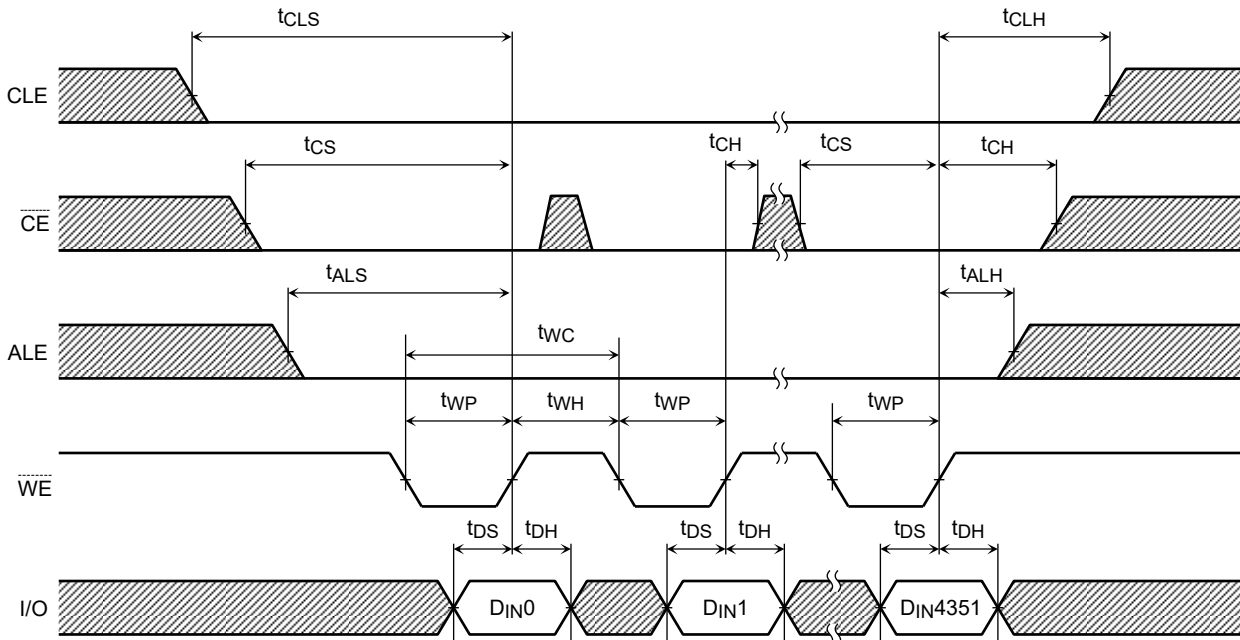 tCLS tCLH
CLE
tCS tCH tCS tCH
CE
tALS tALH
ALE
tWC
tWP tWH tWP tWP
WE
tDS tDH tDS tDH tDS tDH
I/O DIN0 DIN1 DIN4351